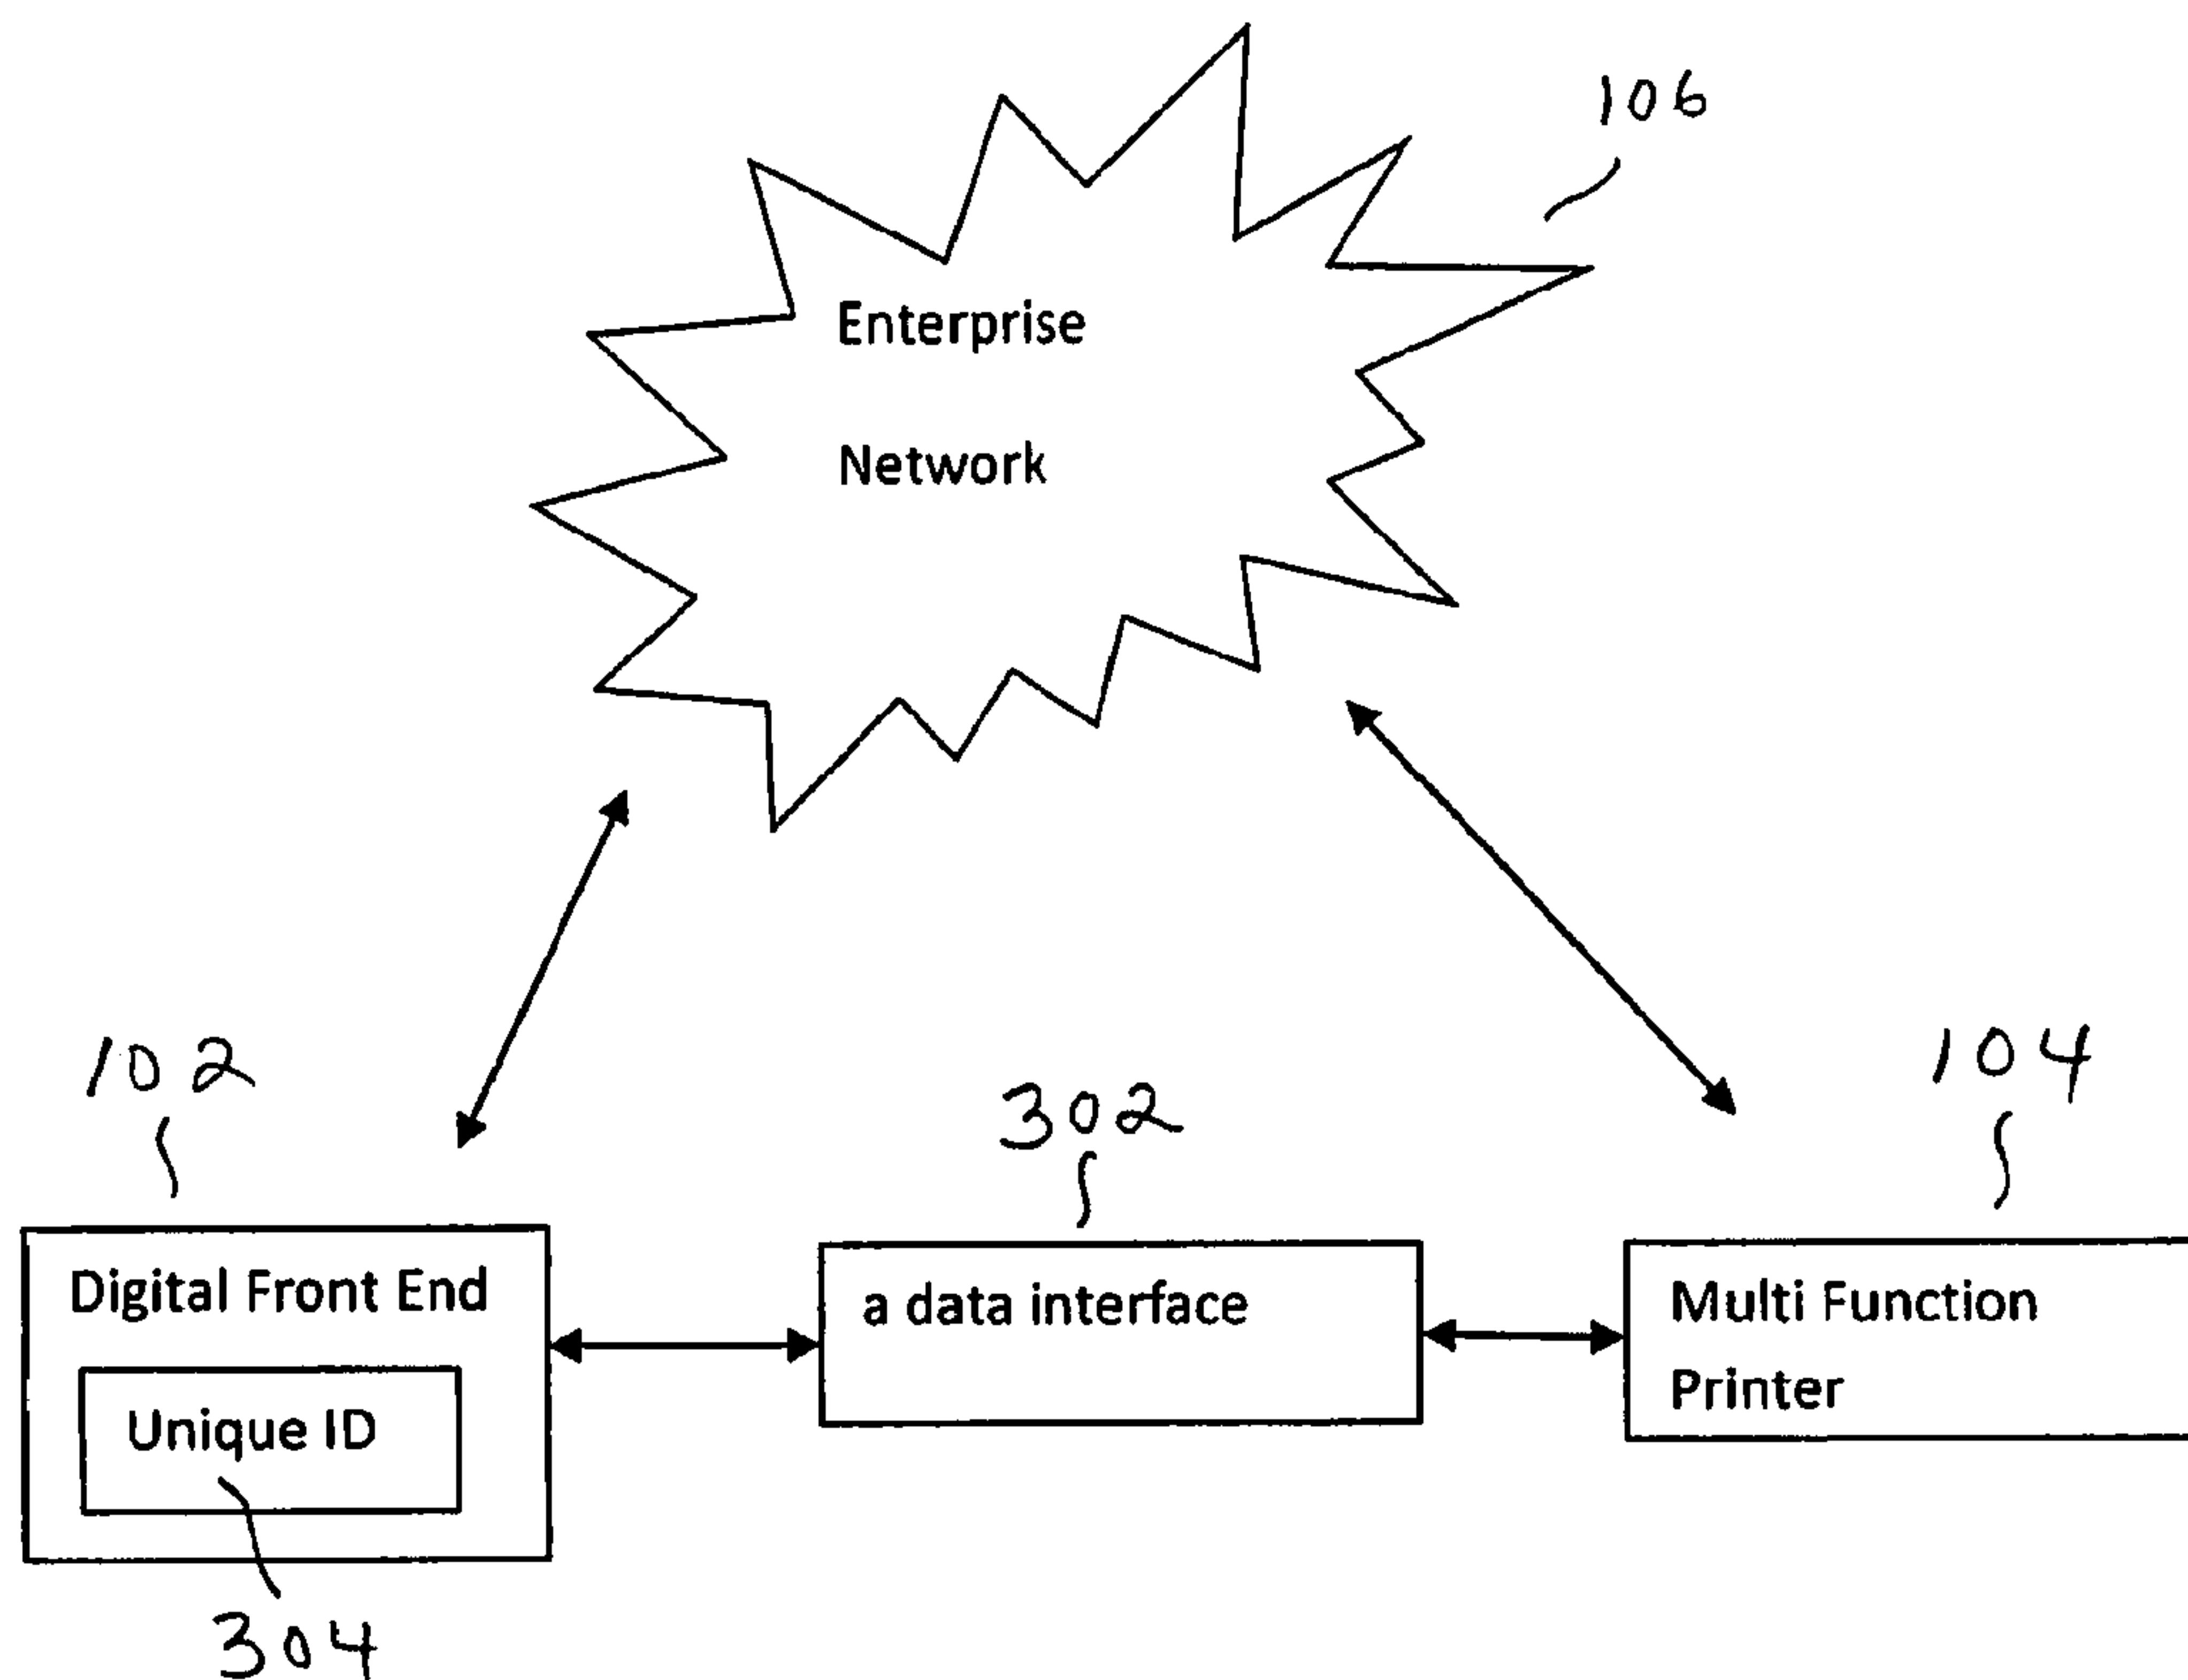 106
Enterprise
Network
102
302
104
Digital Front End
a data interface
Multi Function
Printer
Unique ID
304